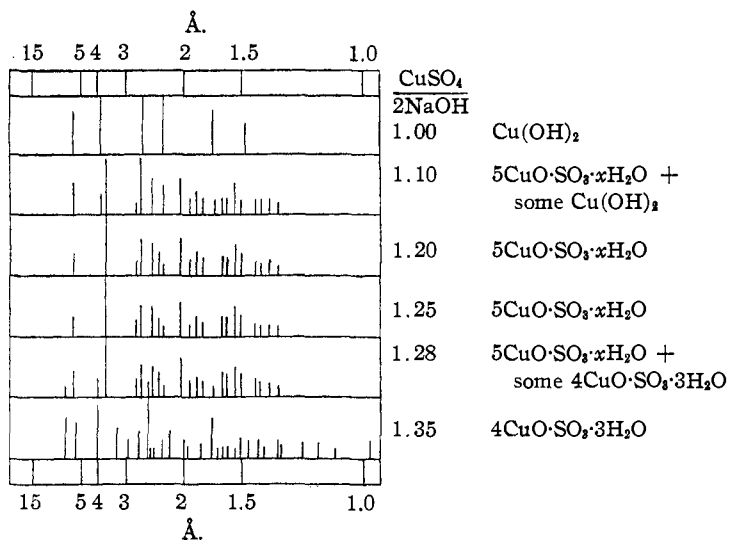 Å.
15 5 4 3 2 1.5 1.0
CuSO₄
2NaOH
1.00 Cu(OH)₂
1.10 5CuO·SO₃·xH₂O +
some Cu(OH)₂
1.20 5CuO·SO₃·xH₂O
1.25 5CuO·SO₃·xH₂O
1.28 5CuO·SO₃·xH₂O +
some 4CuO·SO₃·3H₂O
1.35 4CuO·SO₃·3H₂O
15 5 4 3 2 1.5 1.0
Å.